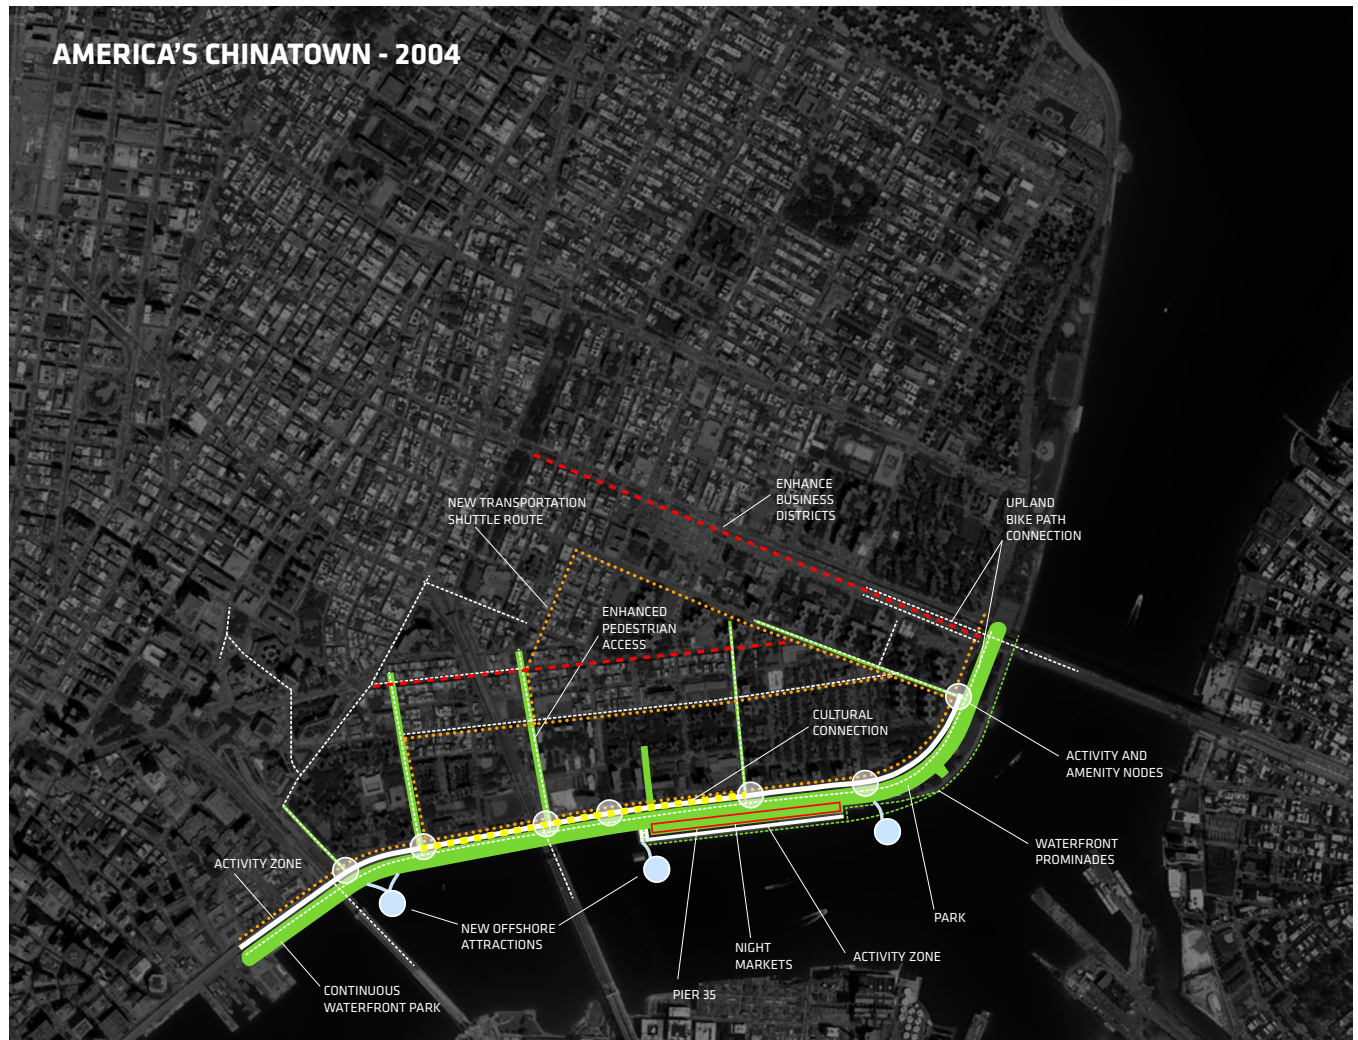 AMERICA'S CHINATOWN - 2004
ENHANCE
BUSINESS
DISTRICTS
NEW TRANSPORTATION
SHUTTLE ROUTE
UPLAND
BIKE PATH
CONNECTION
ENHANCED
PEDESTRIAN
ACCESS
CULTURAL
CONNECTION
ACTIVITY AND
AMENITY NODES
WATERFRONT
PROMINADES
ACTIVITY ZONE
PARK
NEW OFFSHORE
ATTRACTIONS
NIGHT
MARKETS
ACTIVITY ZONE
PIER 35
CONTINUOUS
WATERFRONT PARK